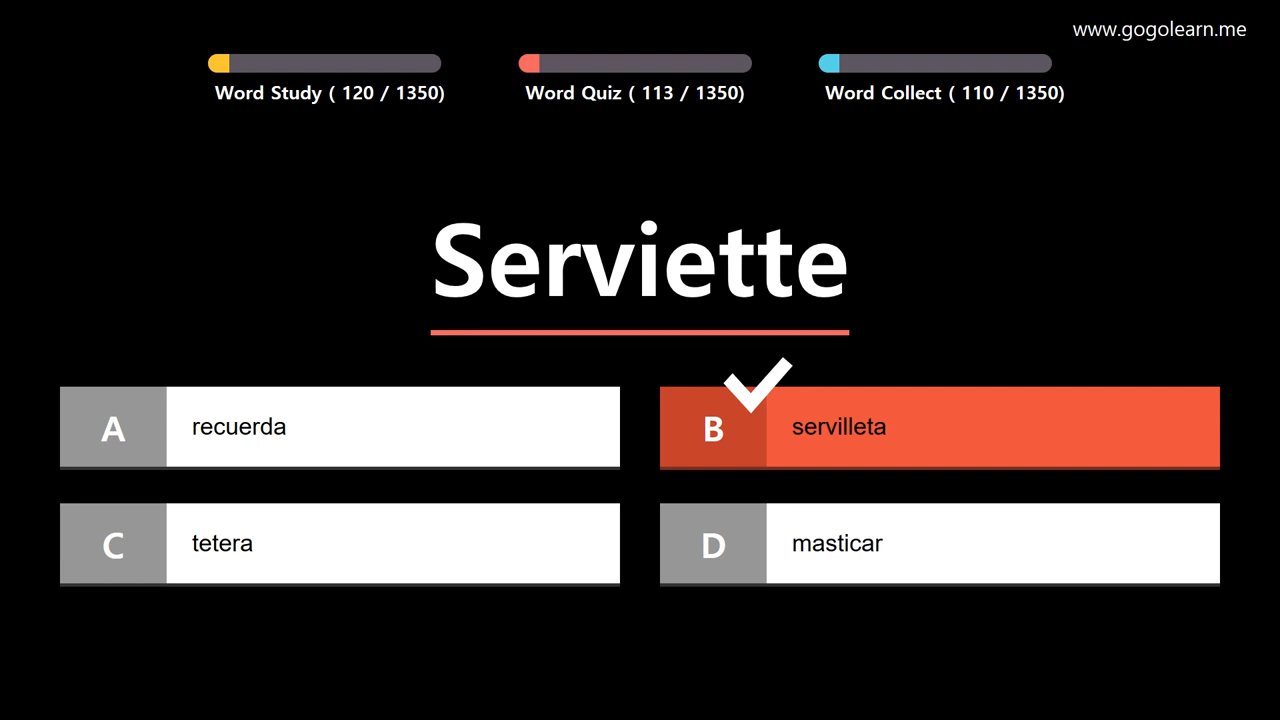 www.gogolearn.me
Word Study ( 120 / 1350)
Word Quiz ( 113 / 1350)
Word Collect ( 110 / 1350)
Serviette
A recuerda
B servilleta
C tetera
D masticar